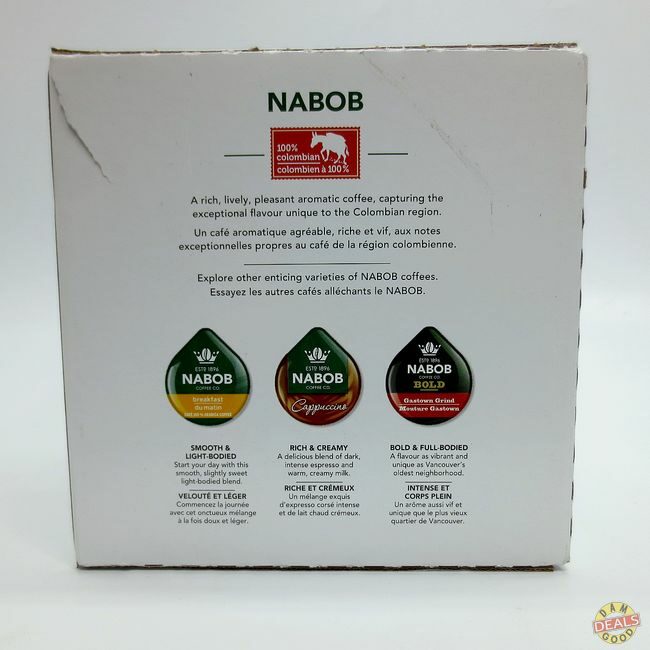 NABOB
100%
colombian
colombien à 100%
A rich, lively, pleasant aromatic coffee, capturing the
exceptional flavour unique to the Colombian region.
Un café aromatique agréable, riche et vif, aux notes
exceptionnelles propres au café de la région colombienne.
Explore other enticing varieties of NABOB coffees.
Essayez les autres cafés alléchants le NABOB.
ESTD 1896
NABOB
COFFEE CO.
breakfast
du matin
ESTD 1896
NABOB
COFFEE CO.
Cappuccino
ESTD 1896
NABOB
COFFEE CO.
BOLD
Gastown Grind
Mouture Gastown
SMOOTH &
LIGHT-BODIED
Start your day with this
smooth, slightly sweet
light-bodied blend.
VELOUTÉ ET LÉGER
Commencez la journée
avec cet onctueux mélange
à la fois doux et léger.
RICH & CREAMY
A delicious blend of dark,
intense espresso and
warm, creamy milk.
RICHE ET CRÉMEUX
Un mélange exquis
d'espresso corsé intense
et de lait chaud crémeux.
BOLD & FULL-BODIED
A flavour as vibrant and
unique as Vancouver's
oldest neighborhood.
INTENSE ET
CORPS PLEIN
Un arôme aussi vif et
unique que le plus vieux
quartier de Vancouver.
DAM
DEALS
GOOD